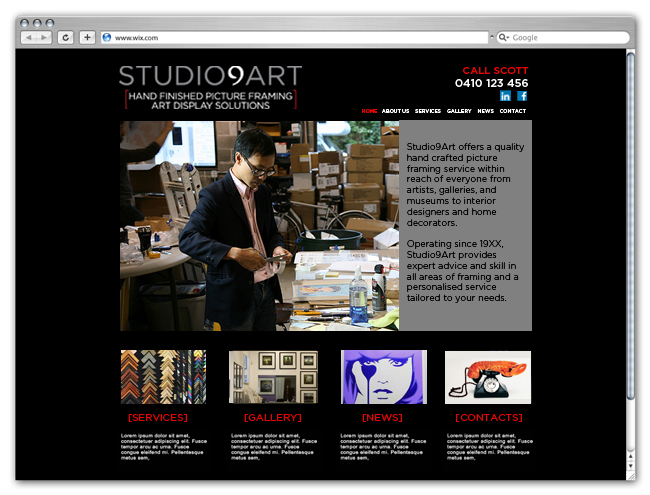 www.wix.com
Google
STUDIO9ART
[HAND FINISHED PICTURE FRAMING
ART DISPLAY SOLUTIONS]
CALL SCOTT
0410 123 456
in f
HOME ABOUT US SERVICES GALLERY NEWS CONTACT
Studio9Art offers a quality
hand crafted picture
framing service within
reach of everyone from
artists, galleries, and
museums to interior
designers and home
decorators.
Operating since 19XX,
Studio9Art provides
expert advice and skill in
all areas of framing and a
personalised service
tailored to your needs.
[SERVICES]
Lorem ipsum dolor sit amet,
consectetuer adipiscing elit. Fusce
tempor arcu ac urna. Fusce
congue eleifend mi. Pellentesque
metus sem,
[GALLERY]
Lorem ipsum dolor sit amet,
consectetuer adipiscing elit. Fusce
tempor arcu ac urna. Fusce
congue eleifend mi. Pellentesque
metus sem,
[NEWS]
Lorem ipsum dolor sit amet,
consectetuer adipiscing elit. Fusce
tempor arcu ac urna. Fusce
congue eleifend mi. Pellentesque
metus sem,
[CONTACTS]
Lorem ipsum dolor sit amet,
consectetuer adipiscing elit. Fusce
tempor arcu ac urna. Fusce
congue eleifend mi. Pellentesque
metus sem,